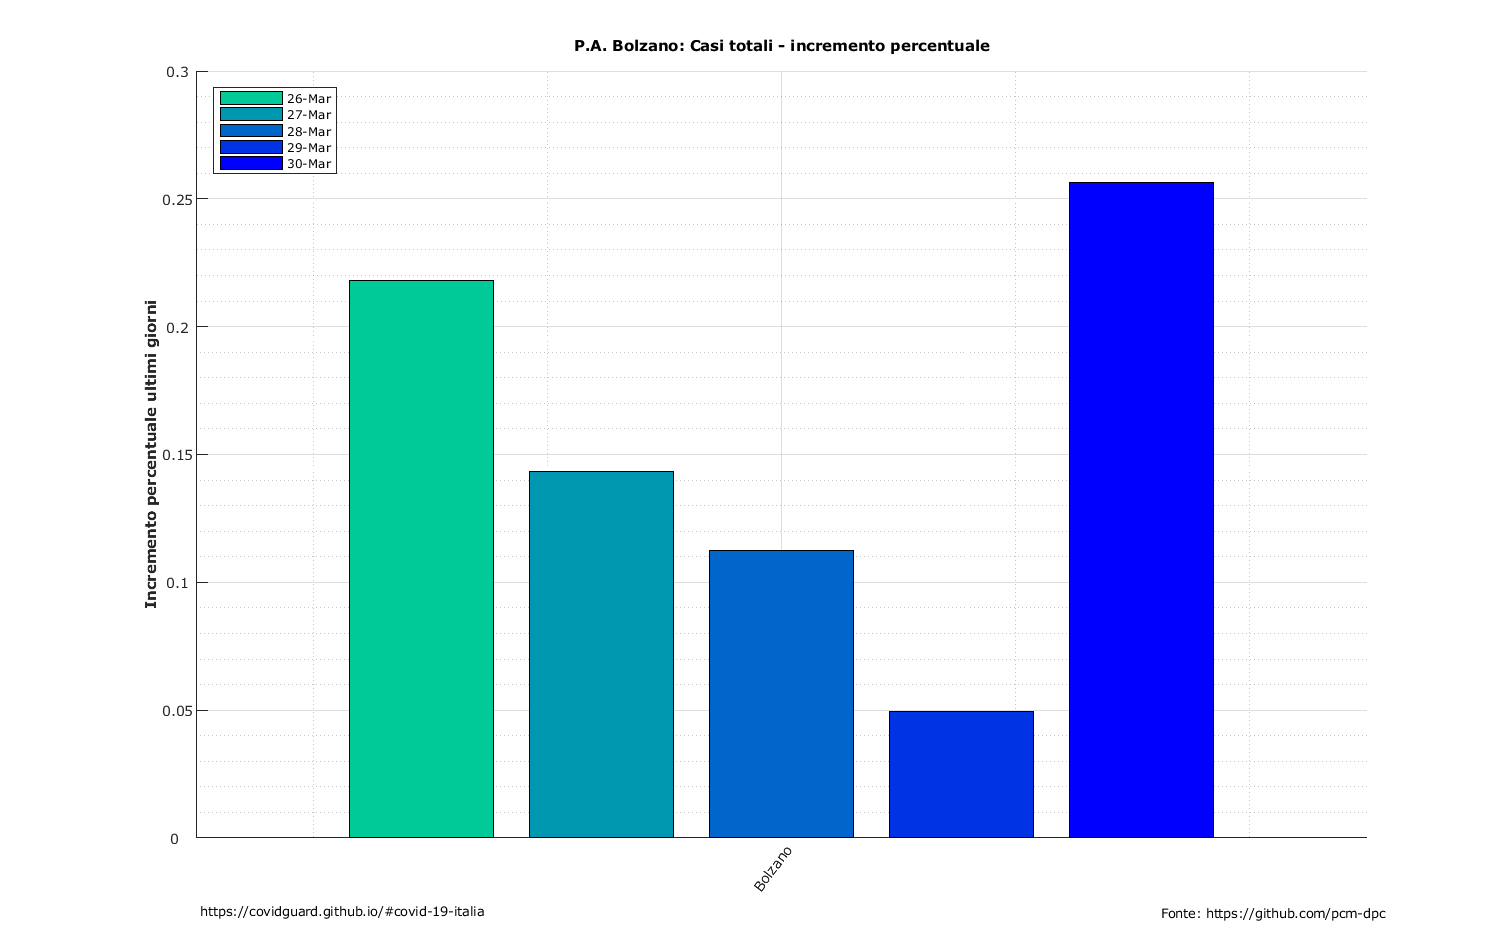 P.A. Bolzano: Casi totali - incremento percentuale
0.3
26-Mar
27-Mar
28-Mar
29-Mar
30-Mar
0.25
0.2
0.15
0.1
0.05
0
Incremento percentuale ultimi giorni
Bolzano
https://covidguard.github.io/#covid-19-italia
Fonte: https://github.com/pcm-dpc